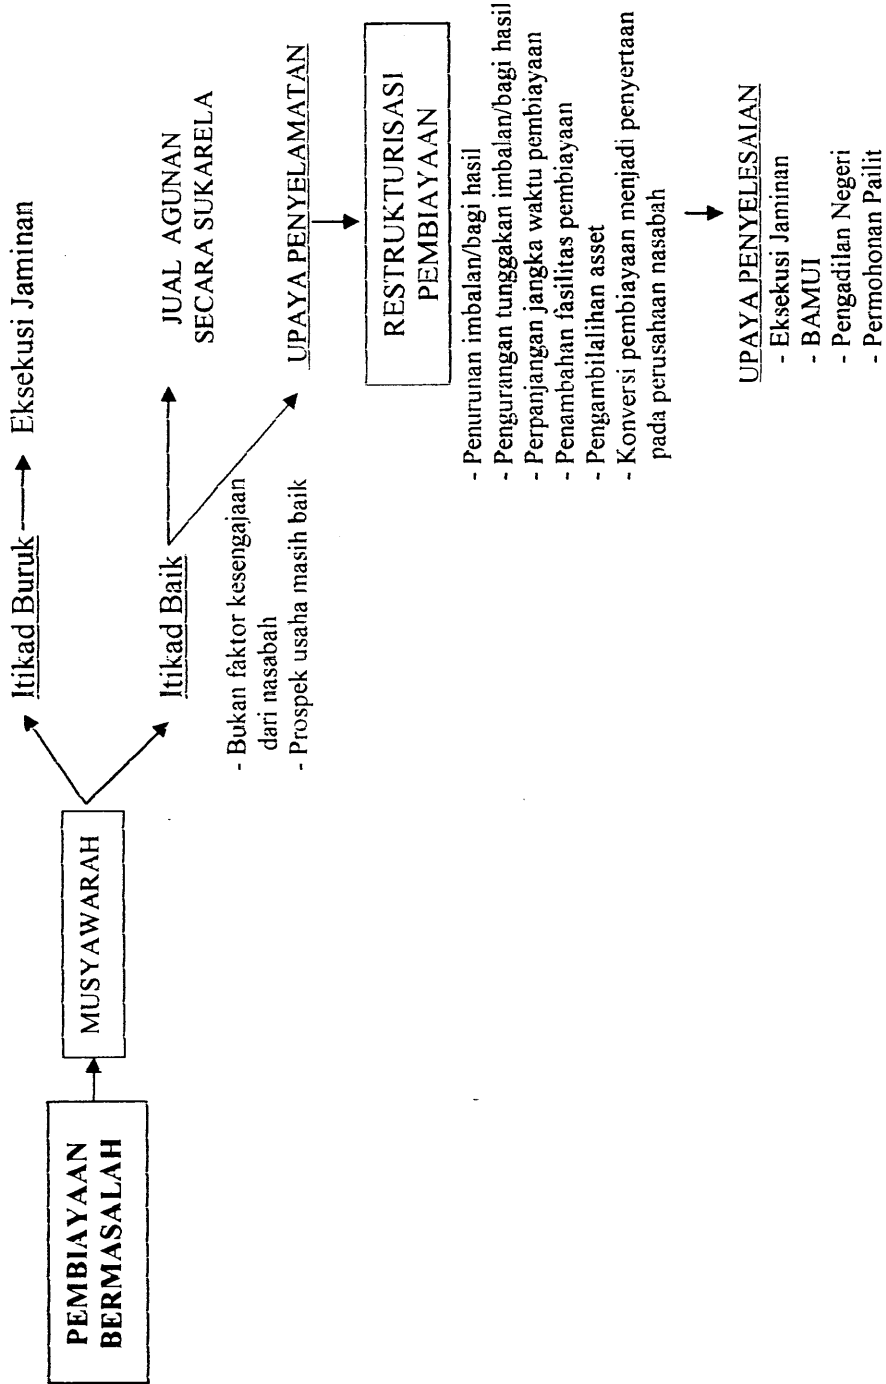 PEMBIAYAAN
BERMASALAH
MUSYAWARAH
Itikad Buruk
Eksekusi Jaminan
Itikad Baik
- Bukan faktor kesengajaan
dari nasabah
- Prospek usaha masih baik
JUAL AGUNAN
SECARA SUKARELA
UPAYA PENYELAMATAN
RESTRUKTURISASI
PEMBIAYAAN
- Penurunan imbalan/bagi hasil
- Pengurangan tunggakan imbalan/bagi hasil
- Perpanjangan jangka waktu pembiayaan
- Penambahan fasilitas pembiayaan
- Pengambilalihan asset
- Konversi pembiayaan menjadi penyertaan
pada perusahaan nasabah
UPAYA PENYELESAIAN
- Eksekusi Jaminan
- BAMUI
- Pengadilan Negeri
- Permohonan Pailit